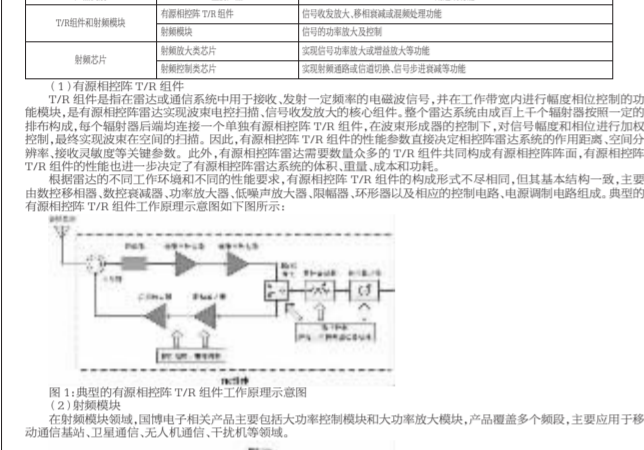 T/R组件和射频模块
有源相控阵 T/R 组件
信号收发放大、移相衰减或混频处理功能
射频模块
信号的功率放大及控制
射频芯片
射频放大类芯片
实现信号功率放大或增益放大等功能
射频控制类芯片
实现射频通路或信道切换、信号步进衰减等功能
(1)有源相控阵 T/R 组件
T/R 组件是指在雷达或通信系统中用于接收、发射一定频率的电磁波信号,并在工作带宽内进行幅度相位控制的功
能模块,是有源相控阵雷达实现波束电控扫描、信号收发放大的核心组件。整个雷达系统由成百上千个辐射器按照一定的
排布构成,每个辐射器后端均连接一个单独有源相控阵 T/R 组件,在波束形成器的控制下,对信号幅度和相位进行加权
控制,最终实现波束在空间的扫描。因此,有源相控阵 T/R 组件的性能参数直接决定相控阵雷达系统的作用距离、空间分
辨率、接收灵敏度等关键参数。此外,有源相控阵雷达需要数量众多的 T/R 组件共同构成有源相控阵阵面,有源相控阵
T/R 组件的性能也进一步决定了有源相控阵雷达系统的体积、重量、成本和功耗。
根据雷达的不同工作环境和不同的性能要求,有源相控阵 T/R 组件的构成形式不尽相同,但其基本结构一致,主要
由数控移相器、数控衰减器、功率放大器、低噪声放大器、限幅器、环形器以及相应的控制电路、电源调制电路组成。典型的
有源相控阵 T/R 组件工作原理示意图如下图所示:
图 1:典型的有源相控阵 T/R 组件工作原理示意图
(2)射频模块
在射频模块领域,国博电子相关产品主要包括大功率控制模块和大功率放大模块,产品覆盖多个频段,主要应用于移
动通信基站、卫星通信、无人机通信、干扰机等领域。